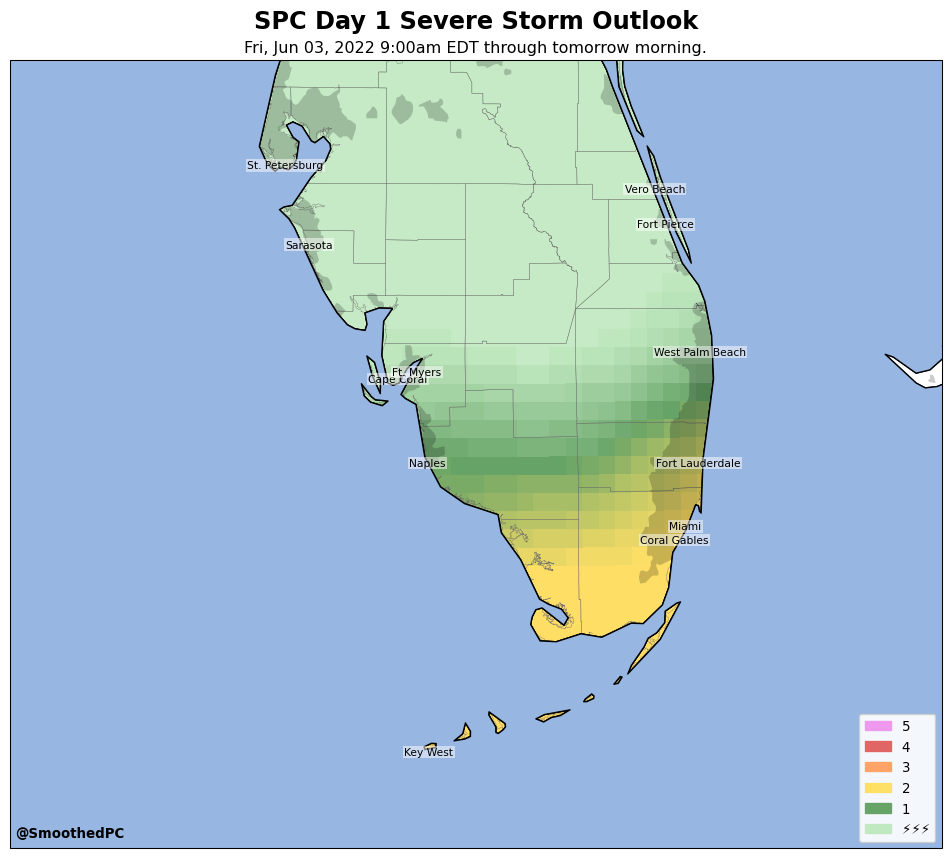 SPC Day 1 Severe Storm Outlook
Fri, Jun 03, 2022 9:00am EDT through tomorrow morning.
St. Petersburg
Vero Beach
Fort Pierce
Sarasota
West Palm Beach
Ft. Myers
Cape Coral
Naples
Fort Lauderdale
Miami
Coral Gables
Key West
5
4
3
2
1
⚡⚡⚡
@SmoothedPC